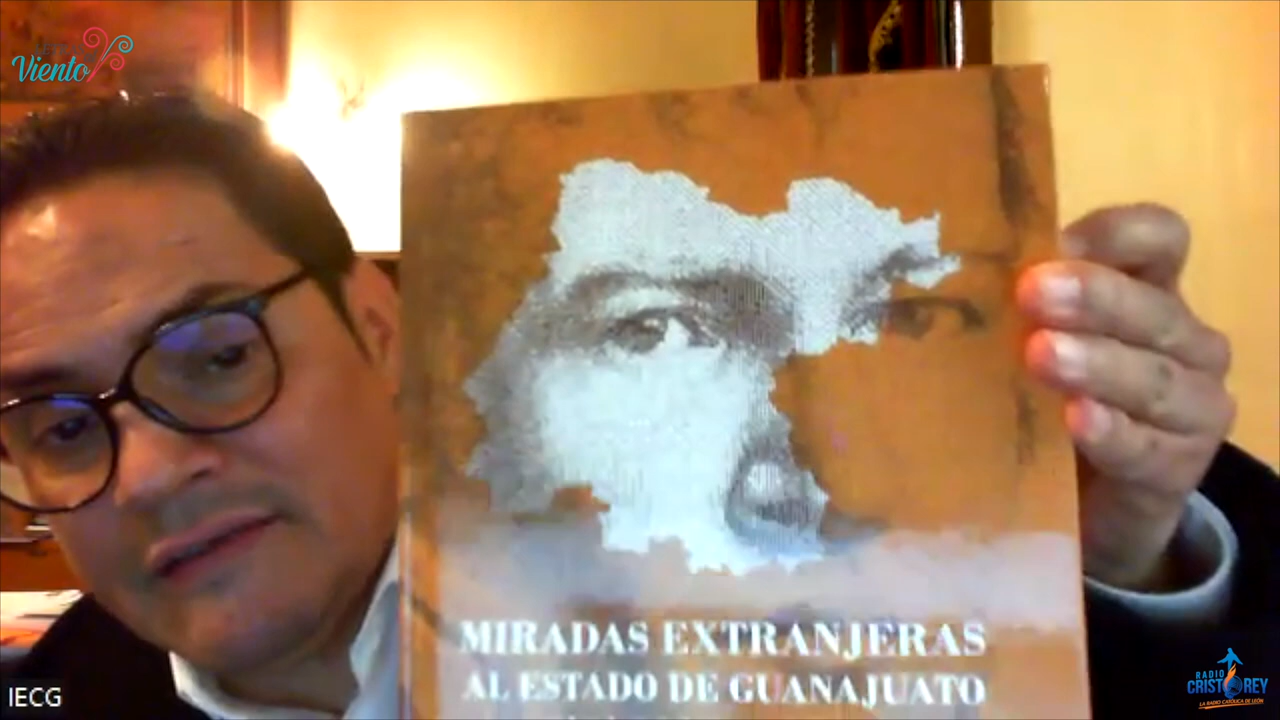 Viento
MIRADAS EXTRANJERAS
AL ESTADO DE GUANAJUATO
IECG
RADIO
CRISTO REY
LA RADIO CATÓLICA DE LEÓN